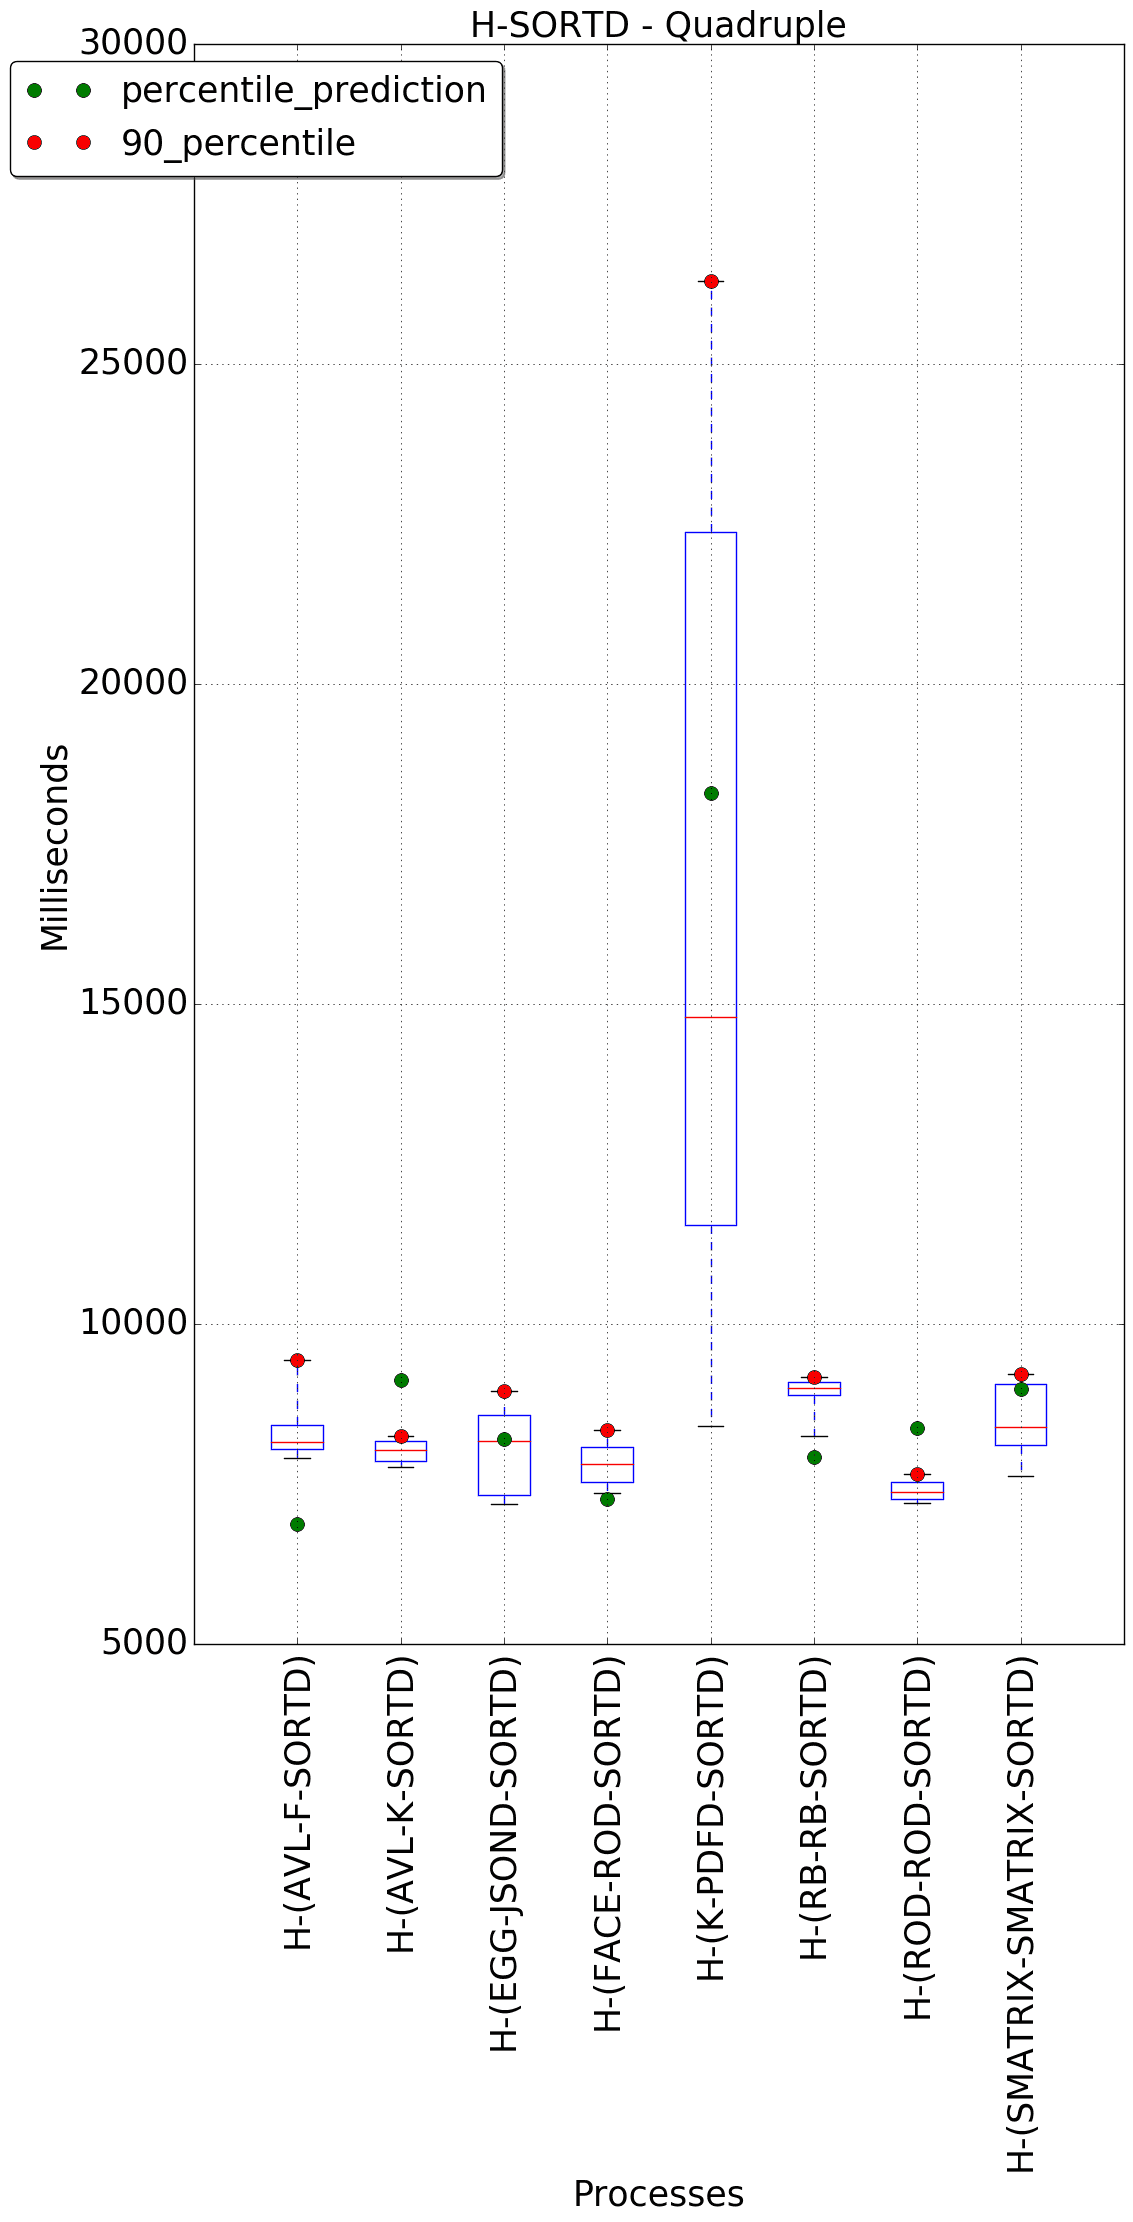 H-SORTD - Quadruple
percentile_prediction
90_percentile
30000
25000
20000
15000
10000
5000
Milliseconds
H-(AVL-F-SORTD)
H-(AVL-K-SORTD)
H-(EGG-JSOND-SORTD)
H-(FACE-ROD-SORTD)
H-(K-PDFD-SORTD)
H-(RB-RB-SORTD)
H-(ROD-ROD-SORTD)
H-(SMATRIX-SMATRIX-SORTD)
Processes